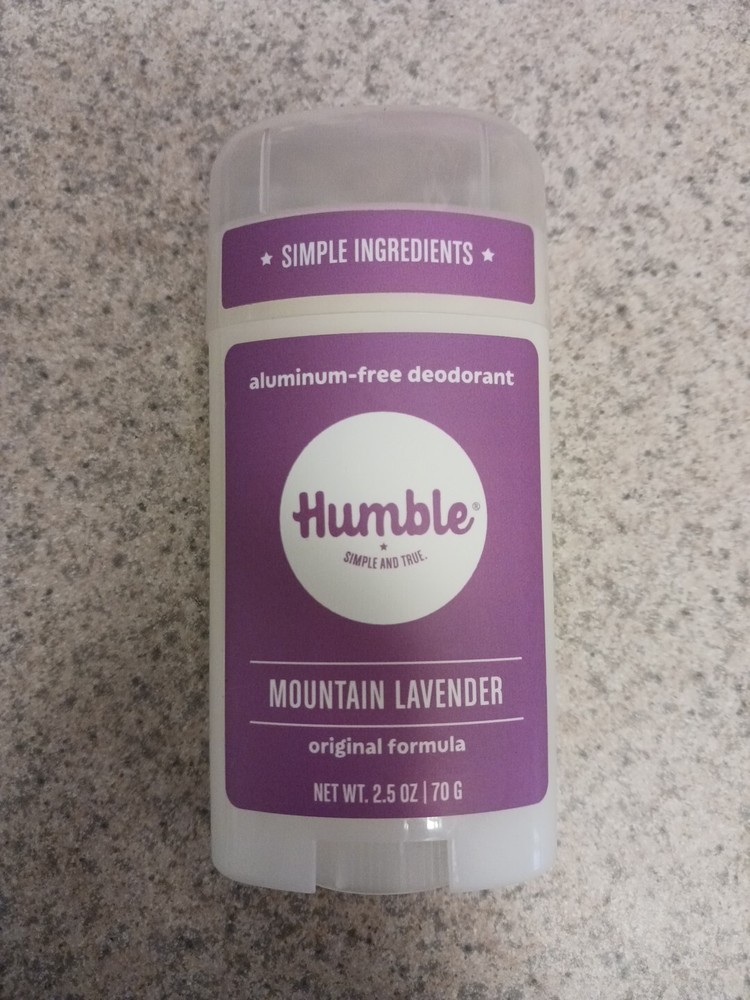 ★ SIMPLE INGREDIENTS ★
aluminum-free deodorant
Humble®
★
SIMPLE AND TRUE.
MOUNTAIN LAVENDER
original formula
NET WT. 2.5 OZ | 70 G